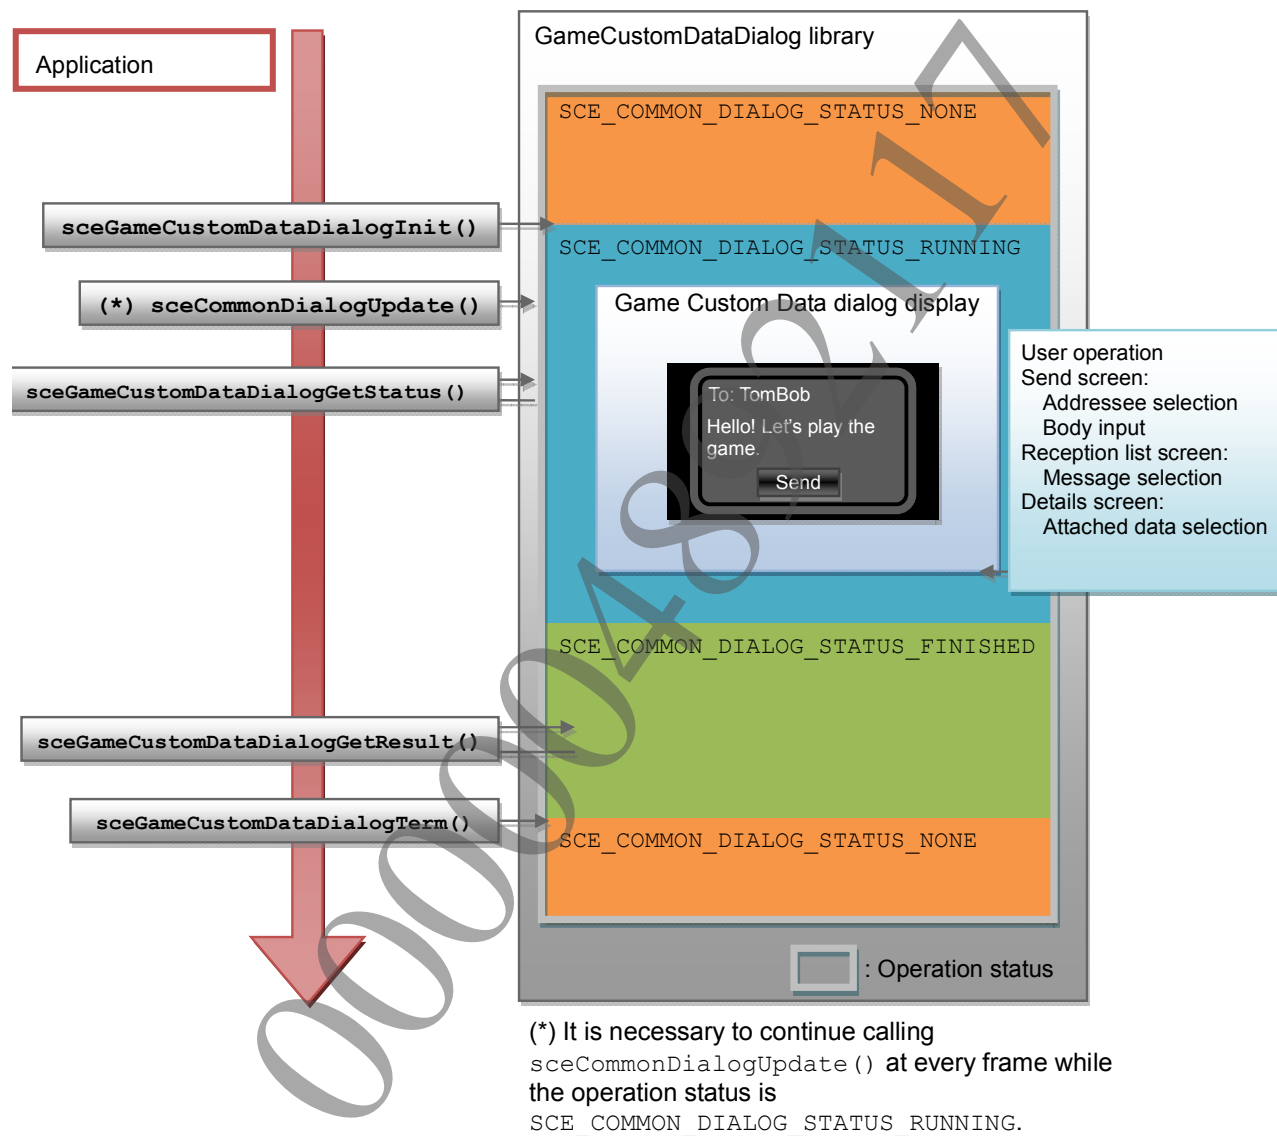 GameCustomDataDialog library
Application
SCE_COMMON_DIALOG_STATUS_NONE
sceGameCustomDataDialogInit()
SCE_COMMON_DIALOG_STATUS_RUNNING
(*) sceCommonDialogUpdate()
Game Custom Data dialog display
sceGameCustomDataDialogGetStatus()
To: TomBob
Hello! Let's play the
game.
Send
User operation
Send screen:
Addressee selection
Body input
Reception list screen:
Message selection
Details screen:
Attached data selection
SCE_COMMON_DIALOG_STATUS_FINISHED
sceGameCustomDataDialogGetResult()
sceGameCustomDataDialogTerm()
SCE_COMMON_DIALOG_STATUS_NONE
: Operation status
(*) It is necessary to continue calling
sceCommonDialogUpdate() at every frame while
the operation status is
SCE_COMMON_DIALOG_STATUS_RUNNING.
000004892117